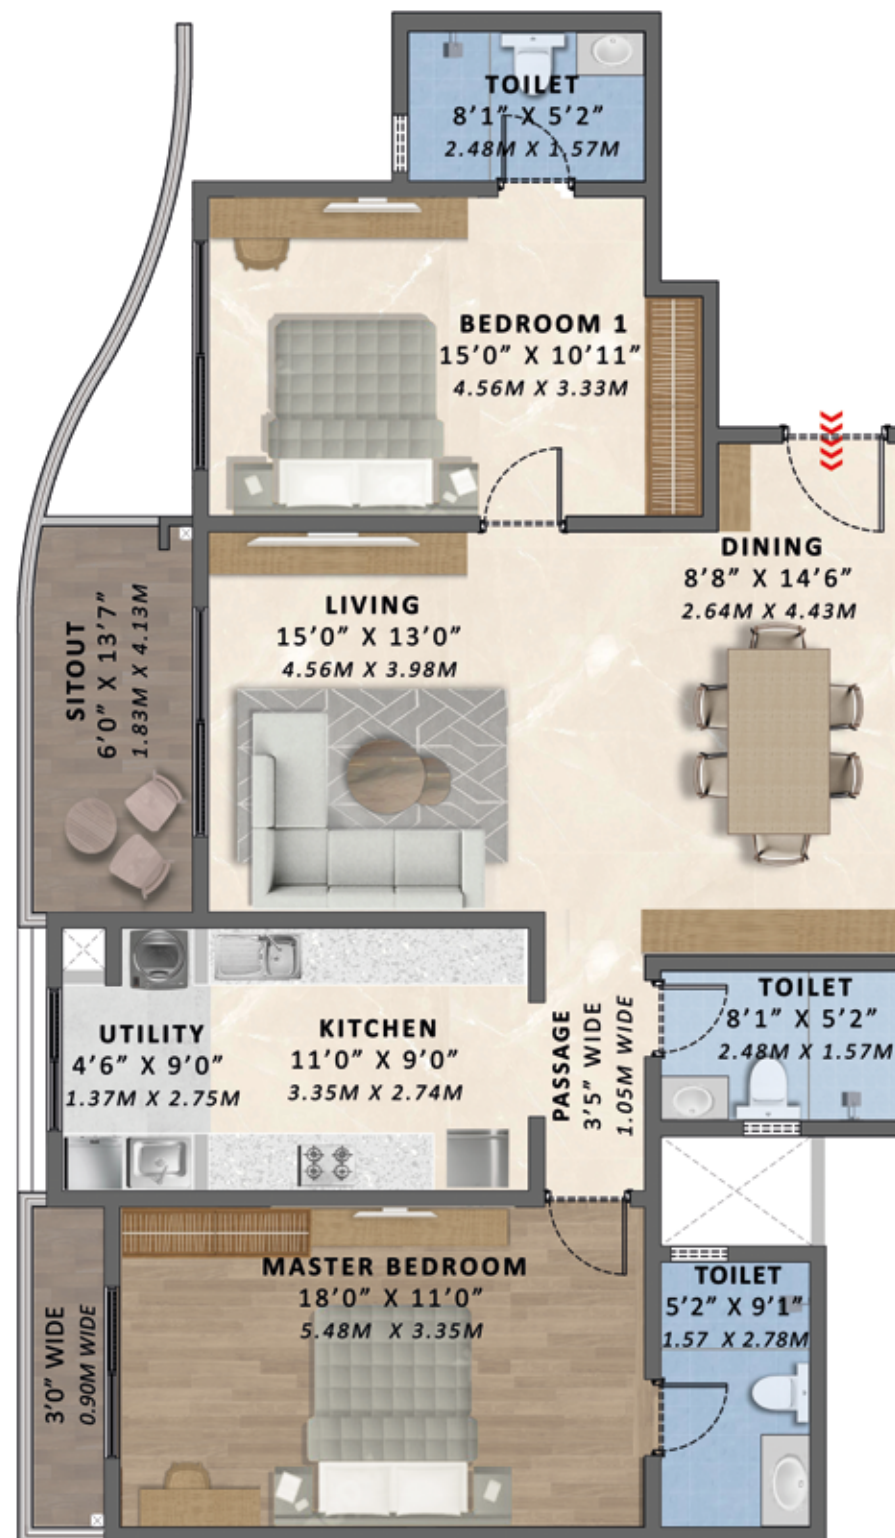 TOILET
8’1” X 5’2”
2.48M X 1.57M
BEDROOM 1
15’0” X 10’11”
4.56M X 3.33M
DINING
8’8” X 14’6”
2.64M X 4.43M
LIVING
15’0” X 13’0”
4.56M X 3.98M
SITOUT
6’0” X 13’7”
1.83M X 4.13M
UTILITY
4’6” X 9’0”
1.37M X 2.75M
KITCHEN
11’0” X 9’0”
3.35M X 2.74M
PASSAGE
3’5” WIDE
1.05M WIDE
TOILET
8’1” X 5’2”
2.48M X 1.57M
MASTER BEDROOM
18’0” X 11’0”
5.48M X 3.35M
TOILET
5’2” X 9’1”
1.57 X 2.78M
3’0” WIDE
0.90M WIDE